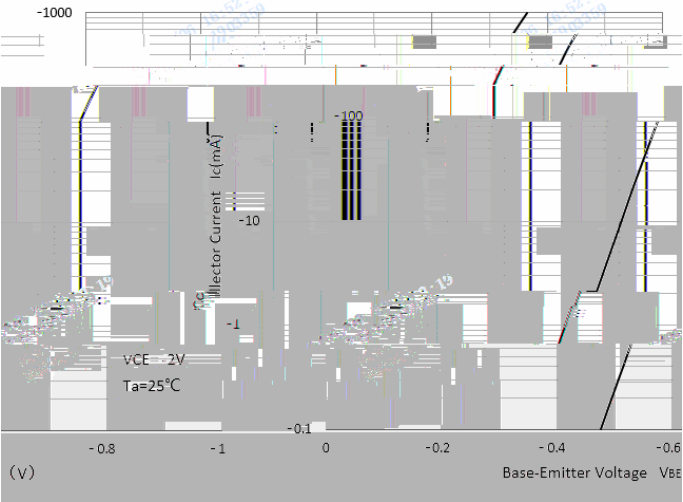 -1000
-100
Collector Current Ic(mA)
-10
-1
VCE= -2V
Ta=25℃
-0.1
-0.8 -1 0 -0.2 -0.4 -0.6
(V) Base-Emitter Voltage VBE